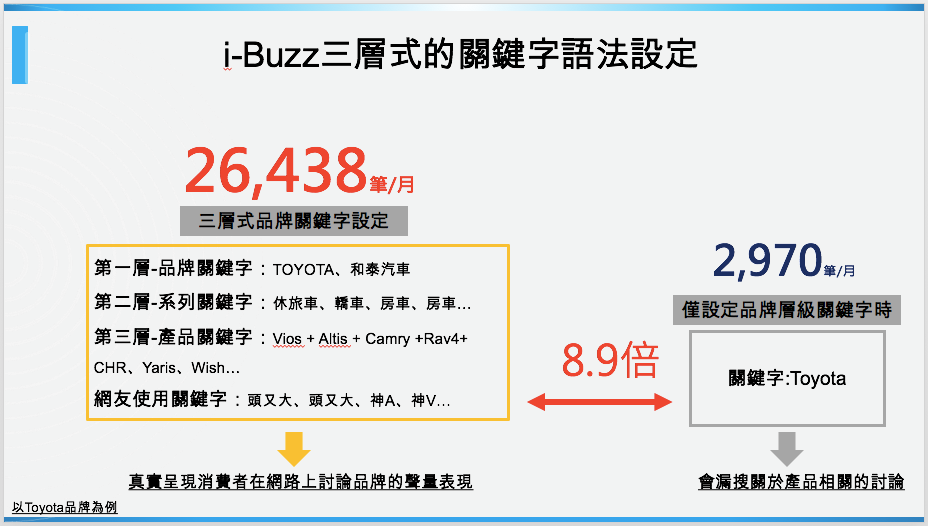 i-Buzz三層式的關鍵字語法設定
26,438筆/月
三層式品牌關鍵字設定
第一層-品牌關鍵字：TOYOTA、和泰汽車
第二層-系列關鍵字：休旅車、轎車、房車、房車…
第三層-產品關鍵字：Vios + Altis + Camry +Rav4+
CHR、Yaris、Wish…
網友使用關鍵字：頭又大、頭又大、神A、神V…
真實呈現消費者在網路上討論品牌的聲量表現
8.9倍
2,970筆/月
僅設定品牌層級關鍵字時
關鍵字:Toyota
會漏搜關於產品相關的討論
以Toyota品牌為例